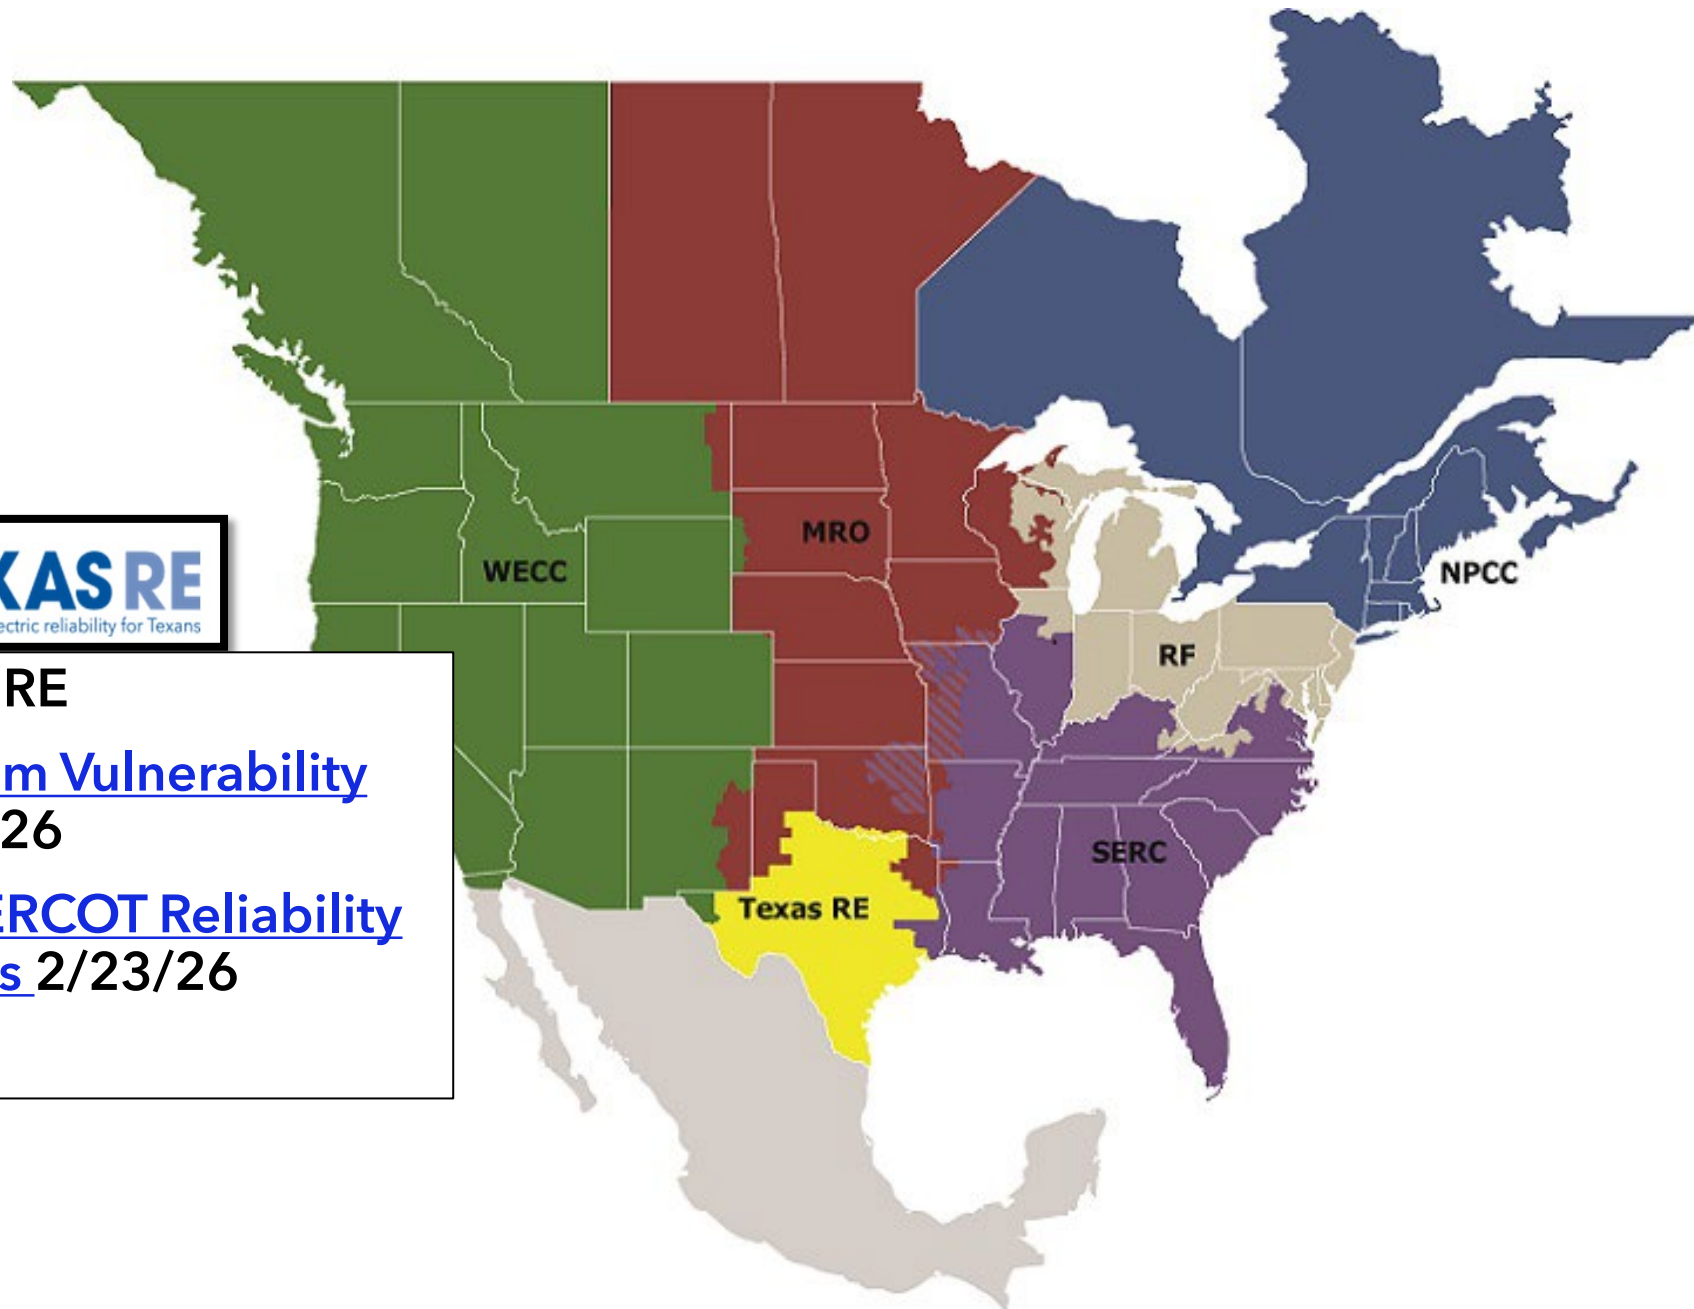 XAS RE
ectric reliability for Texans
RE
m Vulnerability
26
ERCOT Reliability
s 2/23/26
WECC
MRO
NPCC
RF
SERC
Texas RE